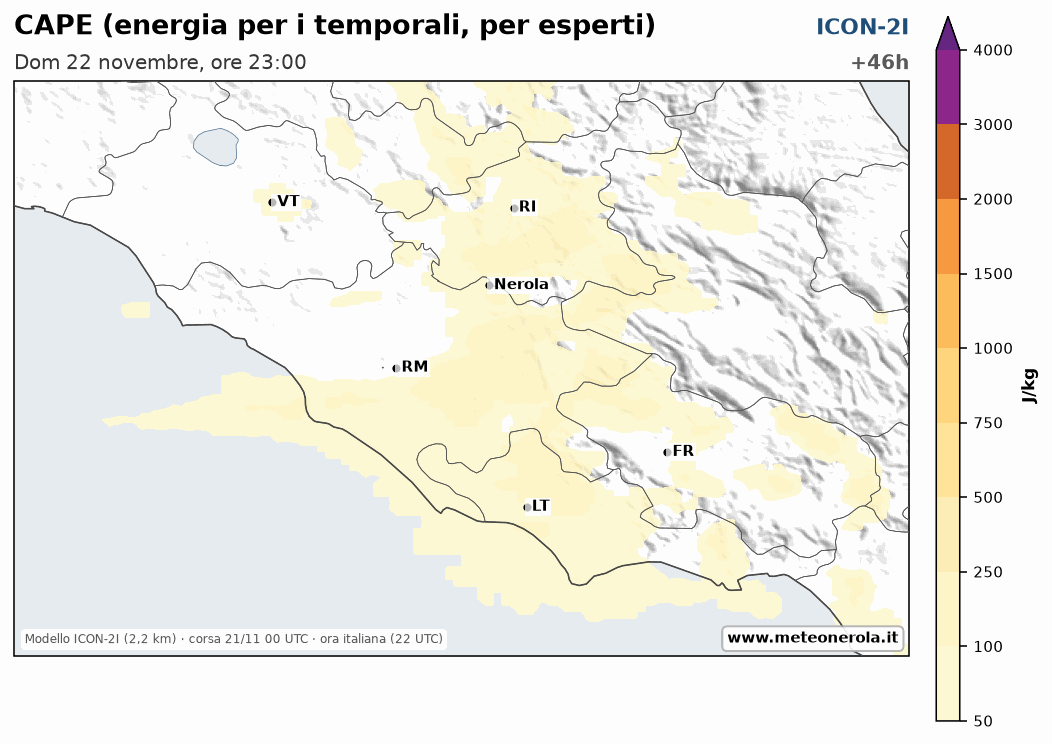 CAPE (energia per i temporali, per esperti)
ICON-2I
Dom 22 novembre, ore 23:00
+46h
VT
RI
Nerola
RM
FR
LT
Modello ICON-2I (2,2 km) · corsa 21/11 00 UTC · ora italiana (22 UTC)
www.meteonerola.it
4000
3000
2000
1500
1000
750
500
250
100
50
J/kg